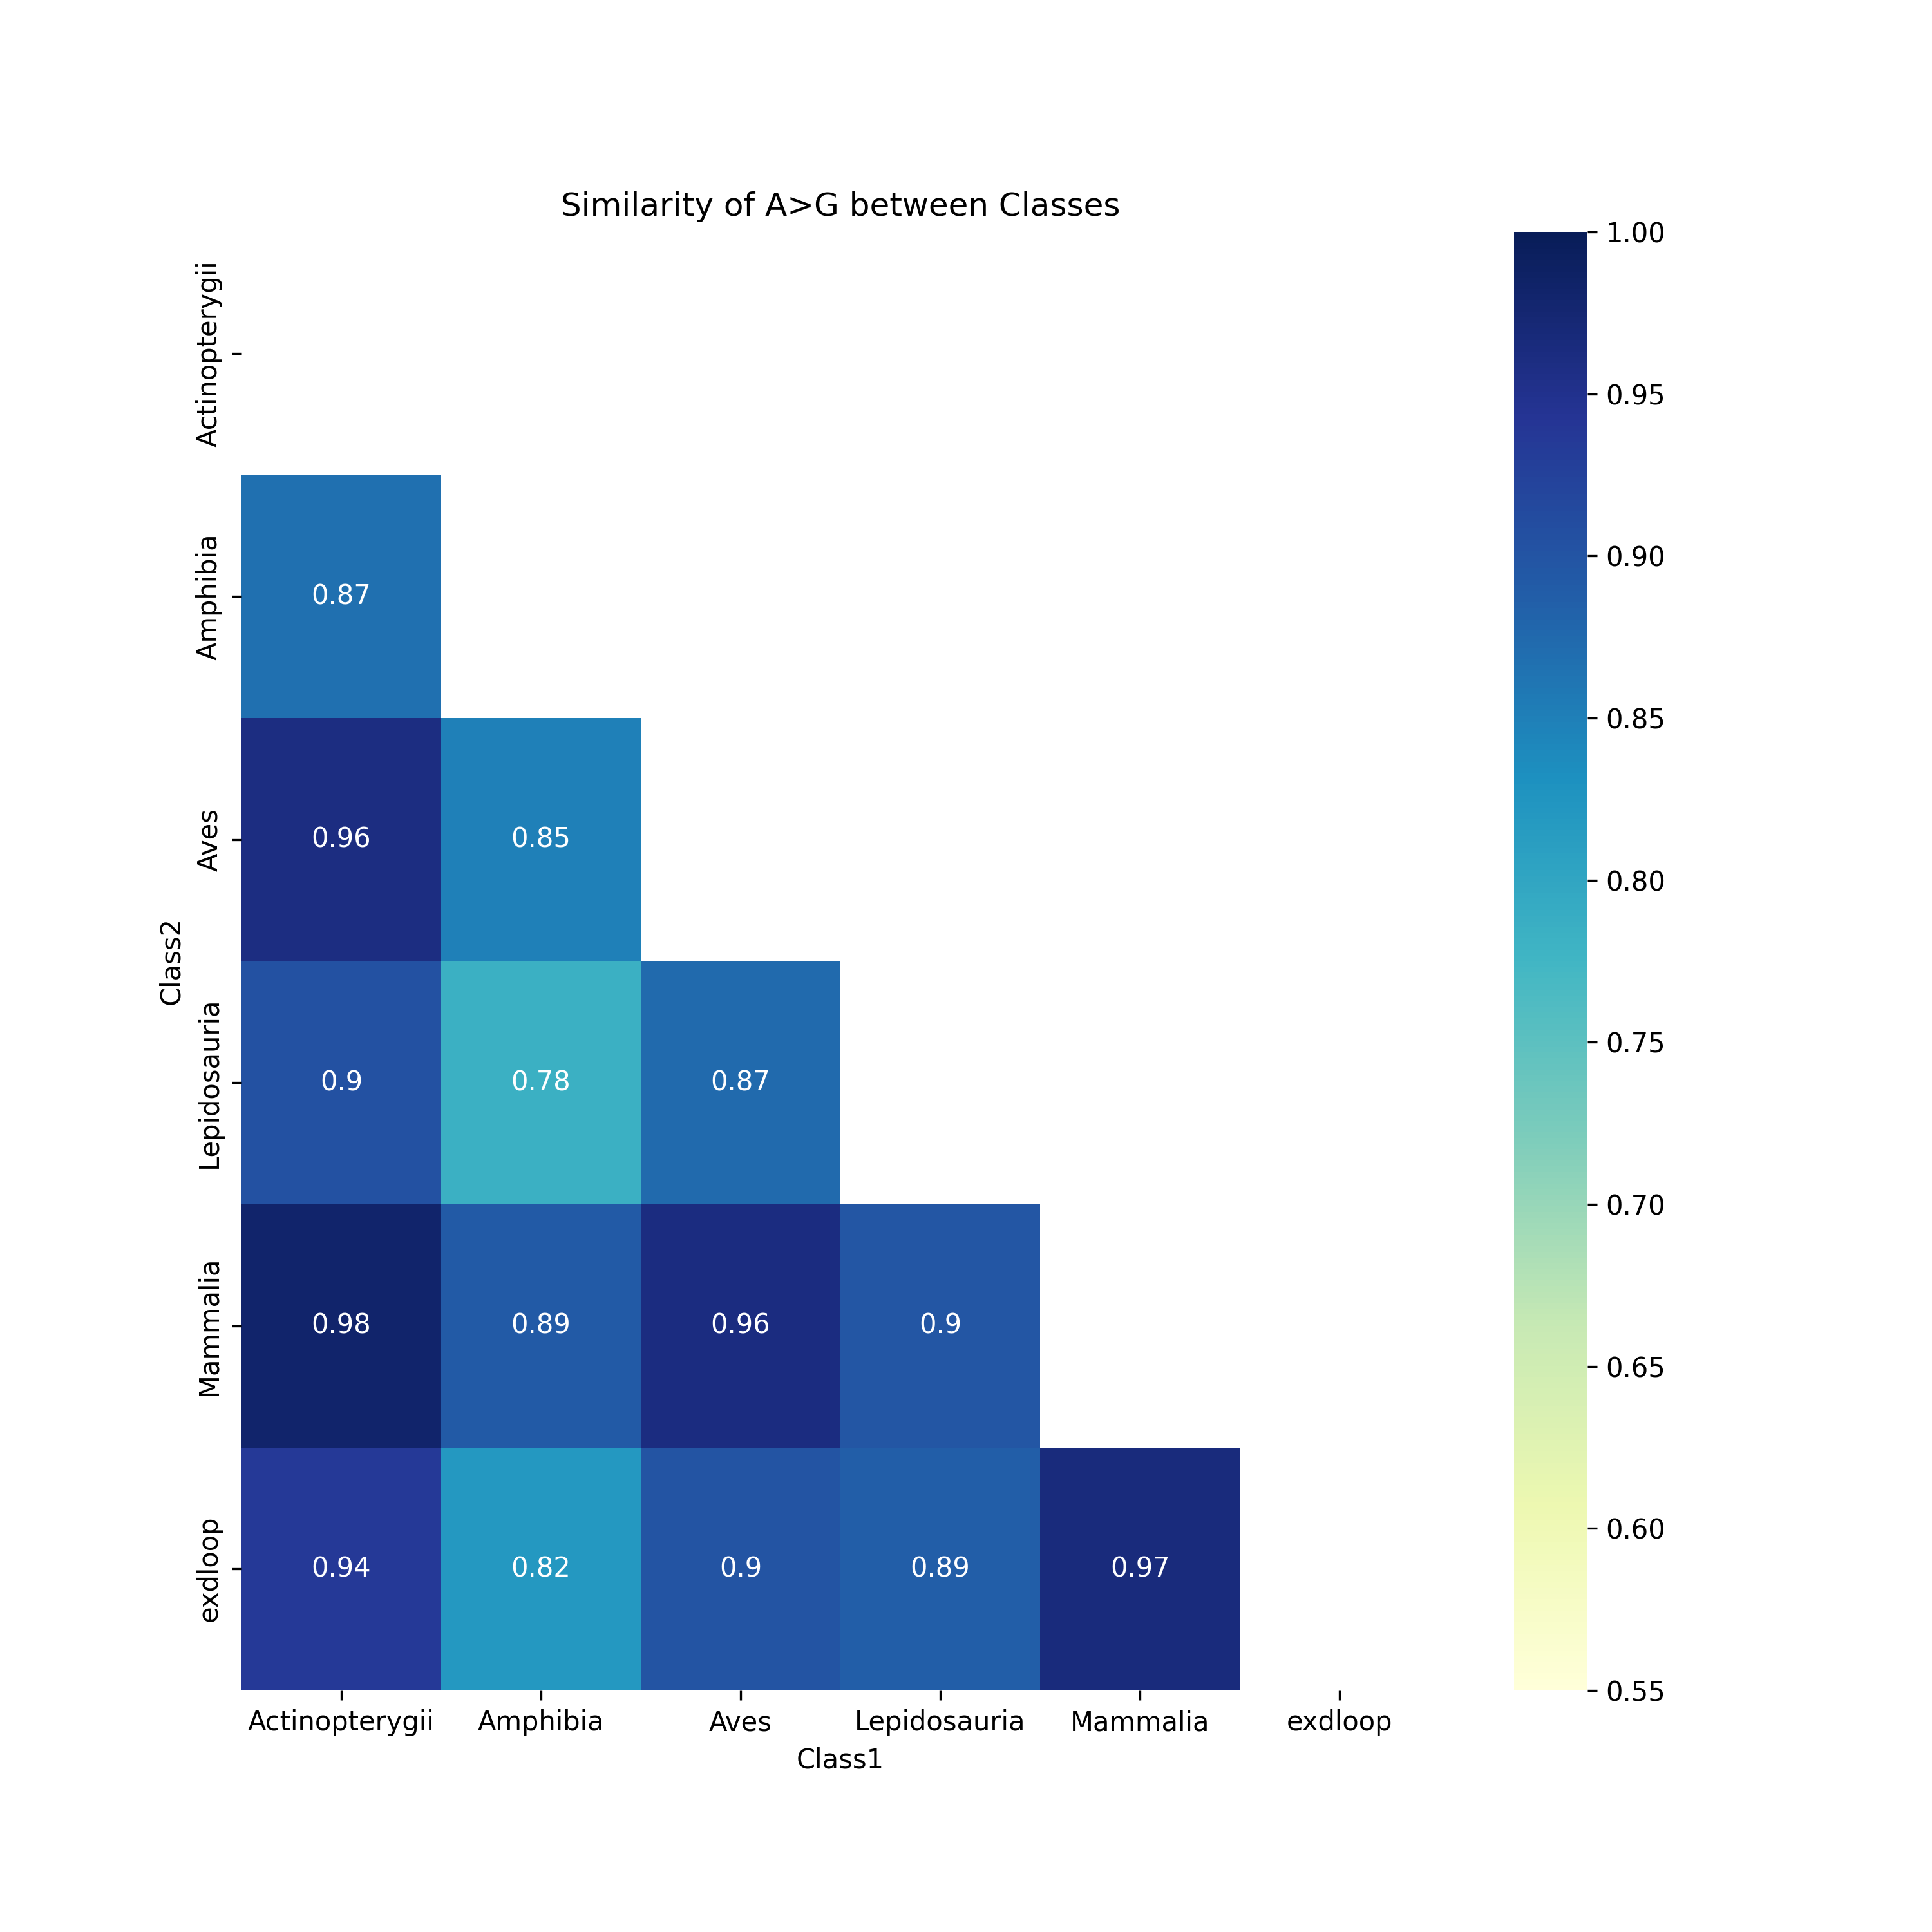 Similarity of A>G between Classes
Actinopterygii
Amphibia 0.87
Aves 0.96 0.85
Lepidosauria 0.9 0.78 0.87
Mammalia 0.98 0.89 0.96 0.9
exdloop 0.94 0.82 0.9 0.89 0.97
Class2
Actinopterygii Amphibia Aves Lepidosauria Mammalia exdloop
Class1
1.00
0.95
0.90
0.85
0.80
0.75
0.70
0.65
0.60
0.55